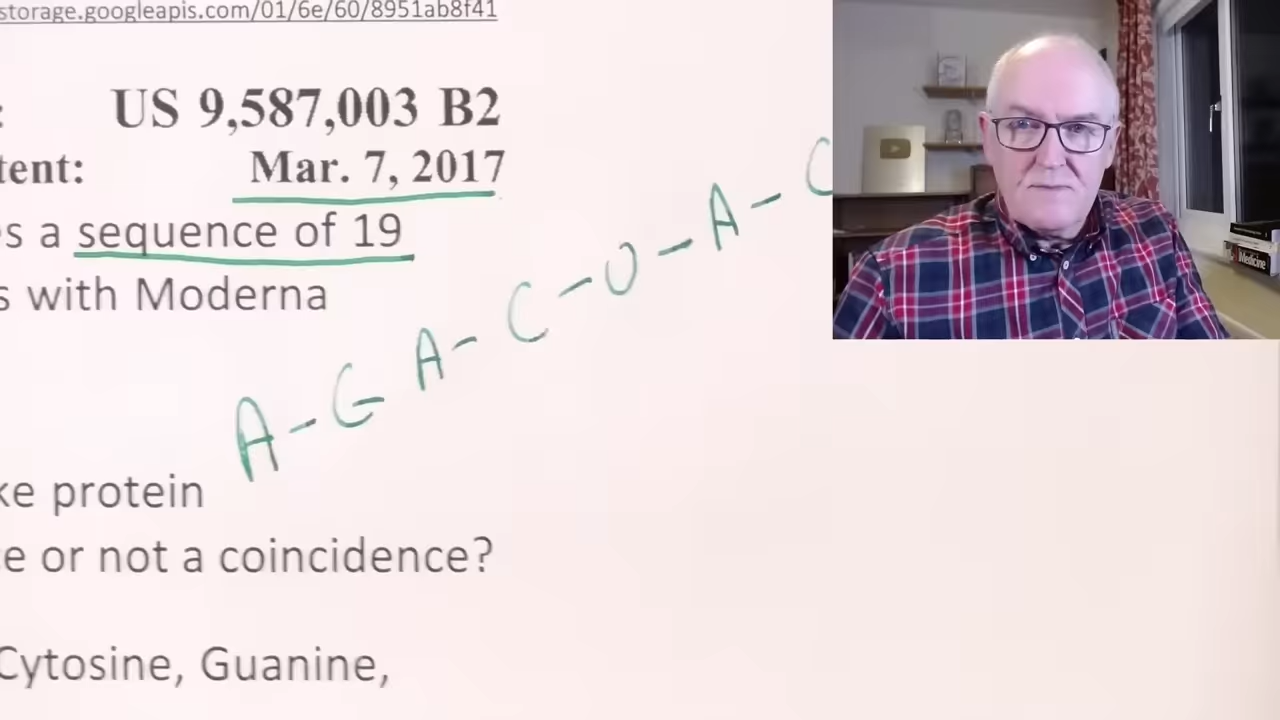 storage.googleapis.com/01/6e/60/8951ab8f41
: US 9,587,003 B2
tent: Mar. 7, 2017
s a sequence of 19
s with Moderna
A-G A-C-U-A-C
ke protein
e or not a coincidence?
Cytosine, Guanine,
Medicine